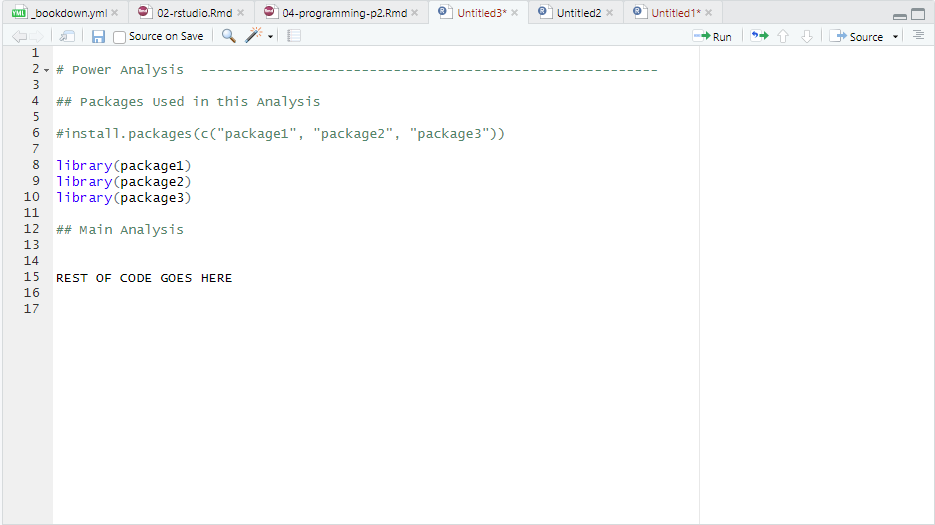 _bookdown.yml 02-rstudio.Rmd 04-programming-p2.Rmd Untitled3* Untitled2 Untitled1*
Source on Save Run Source
1
2 # Power Analysis ---------------------------------------------------------
3
4 ## Packages Used in this Analysis
5
6 #install.packages(c("package1", "package2", "package3"))
7
8 library(package1)
9 library(package2)
10 library(package3)
11
12 ## Main Analysis
13
14
15 REST OF CODE GOES HERE
16
17